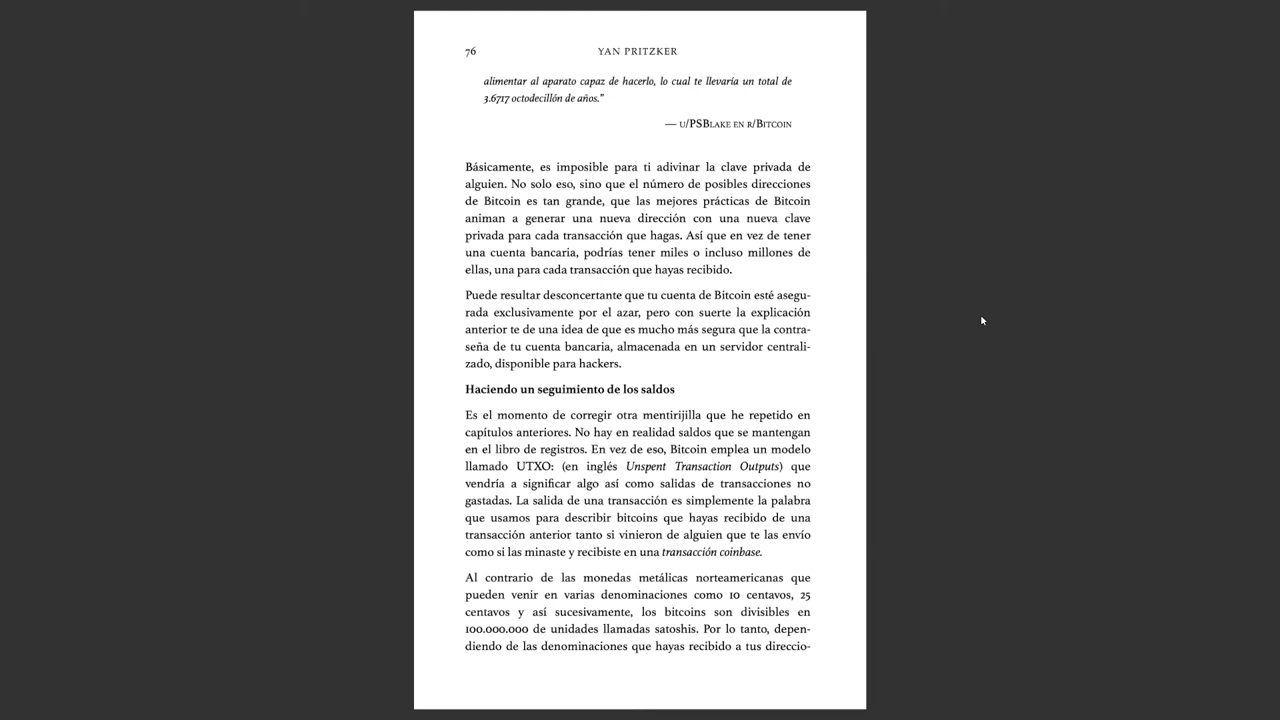 76
YAN PRITZKER
alimentar al aparato capaz de hacerlo, lo cual te llevaría un total de
3.6717 octodecillón de años.”
— u/PSBlake en r/Bitcoin
Básicamente, es imposible para ti adivinar la clave privada de
alguien. No solo eso, sino que el número de posibles direcciones
de Bitcoin es tan grande, que las mejores prácticas de Bitcoin
animan a generar una nueva dirección con una nueva clave
privada para cada transacción que hagas. Así que en vez de tener
una cuenta bancaria, podrías tener miles o incluso millones de
ellas, una para cada transacción que hayas recibido.
Puede resultar desconcertante que tu cuenta de Bitcoin esté asegu-
rada exclusivamente por el azar, pero con suerte la explicación
anterior te de una idea de que es mucho más segura que la contra-
seña de tu cuenta bancaria, almacenada en un servidor centrali-
zado, disponible para hackers.
Haciendo un seguimiento de los saldos
Es el momento de corregir otra mentirijilla que he repetido en
capítulos anteriores. No hay en realidad saldos que se mantengan
en el libro de registros. En vez de eso, Bitcoin emplea un modelo
llamado UTXO: (en inglés Unspent Transaction Outputs) que
vendría a significar algo así como salidas de transacciones no
gastadas. La salida de una transacción es simplemente la palabra
que usamos para describir bitcoins que hayas recibido de una
transacción anterior tanto si vinieron de alguien que te las envío
como si las minaste y recibiste en una transacción coinbase.
Al contrario de las monedas metálicas norteamericanas que
pueden venir en varias denominaciones como 10 centavos, 25
centavos y así sucesivamente, los bitcoins son divisibles en
100.000.000 de unidades llamadas satoshis. Por lo tanto, depen-
diendo de las denominaciones que hayas recibido a tus direccio-